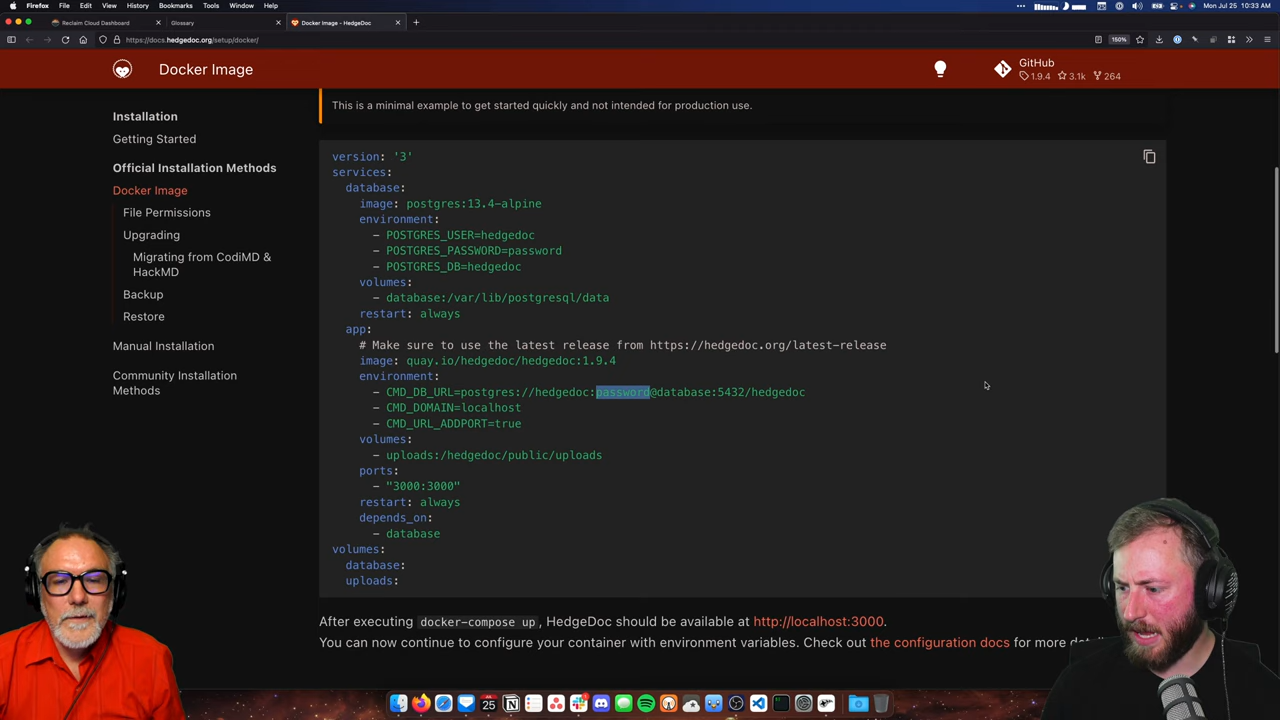 Firefox File Edit View History Bookmarks Tools Window Help
Mon Jul 25 10:33 AM
Reclaim Cloud Dashboard
Glossary
Docker Image - HedgeDoc
https://docs.hedgedoc.org/setup/docker/
150%
Docker Image
GitHub
1.9.4 3.1k 264
Installation
Getting Started
Official Installation Methods
Docker Image
File Permissions
Upgrading
Migrating from CodiMD &
HackMD
Backup
Restore
Manual Installation
Community Installation
Methods
This is a minimal example to get started quickly and not intended for production use.
version: '3'
services:
database:
image: postgres:13.4-alpine
environment:
- POSTGRES_USER=hedgedoc
- POSTGRES_PASSWORD=password
- POSTGRES_DB=hedgedoc
volumes:
- database:/var/lib/postgresql/data
restart: always
app:
# Make sure to use the latest release from https://hedgedoc.org/latest-release
image: quay.io/hedgedoc/hedgedoc:1.9.4
environment:
- CMD_DB_URL=postgres://hedgedoc:password@database:5432/hedgedoc
- CMD_DOMAIN=localhost
- CMD_URL_ADDPORT=true
volumes:
- uploads:/hedgedoc/public/uploads
ports:
- "3000:3000"
restart: always
depends_on:
- database
volumes:
database:
uploads:
After executing docker-compose up, HedgeDoc should be available at http://localhost:3000.
You can now continue to configure your container with environment variables. Check out the configuration docs for more
JUL
25